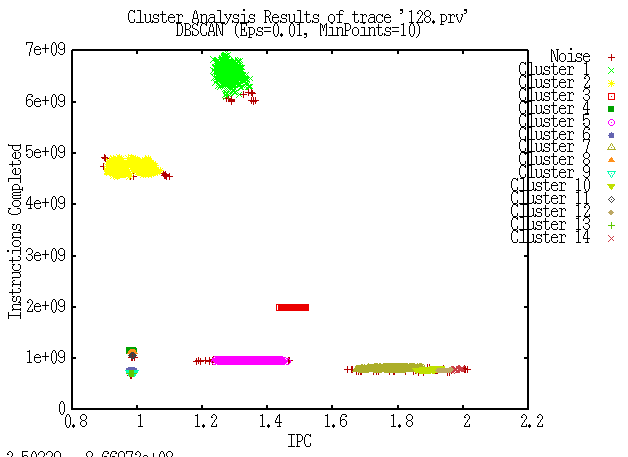 Cluster Analysis Results of trace '128.prv'
DBSCAN (Eps=0.01, MinPoints=10)
7e+09
6e+09
5e+09
4e+09
3e+09
2e+09
1e+09
0
Instructions Completed
0.8 1 1.2 1.4 1.6 1.8 2 2.2
IPC
Noise
Cluster 1
Cluster 2
Cluster 3
Cluster 4
Cluster 5
Cluster 6
Cluster 7
Cluster 8
Cluster 9
Cluster 10
Cluster 11
Cluster 12
Cluster 13
Cluster 14